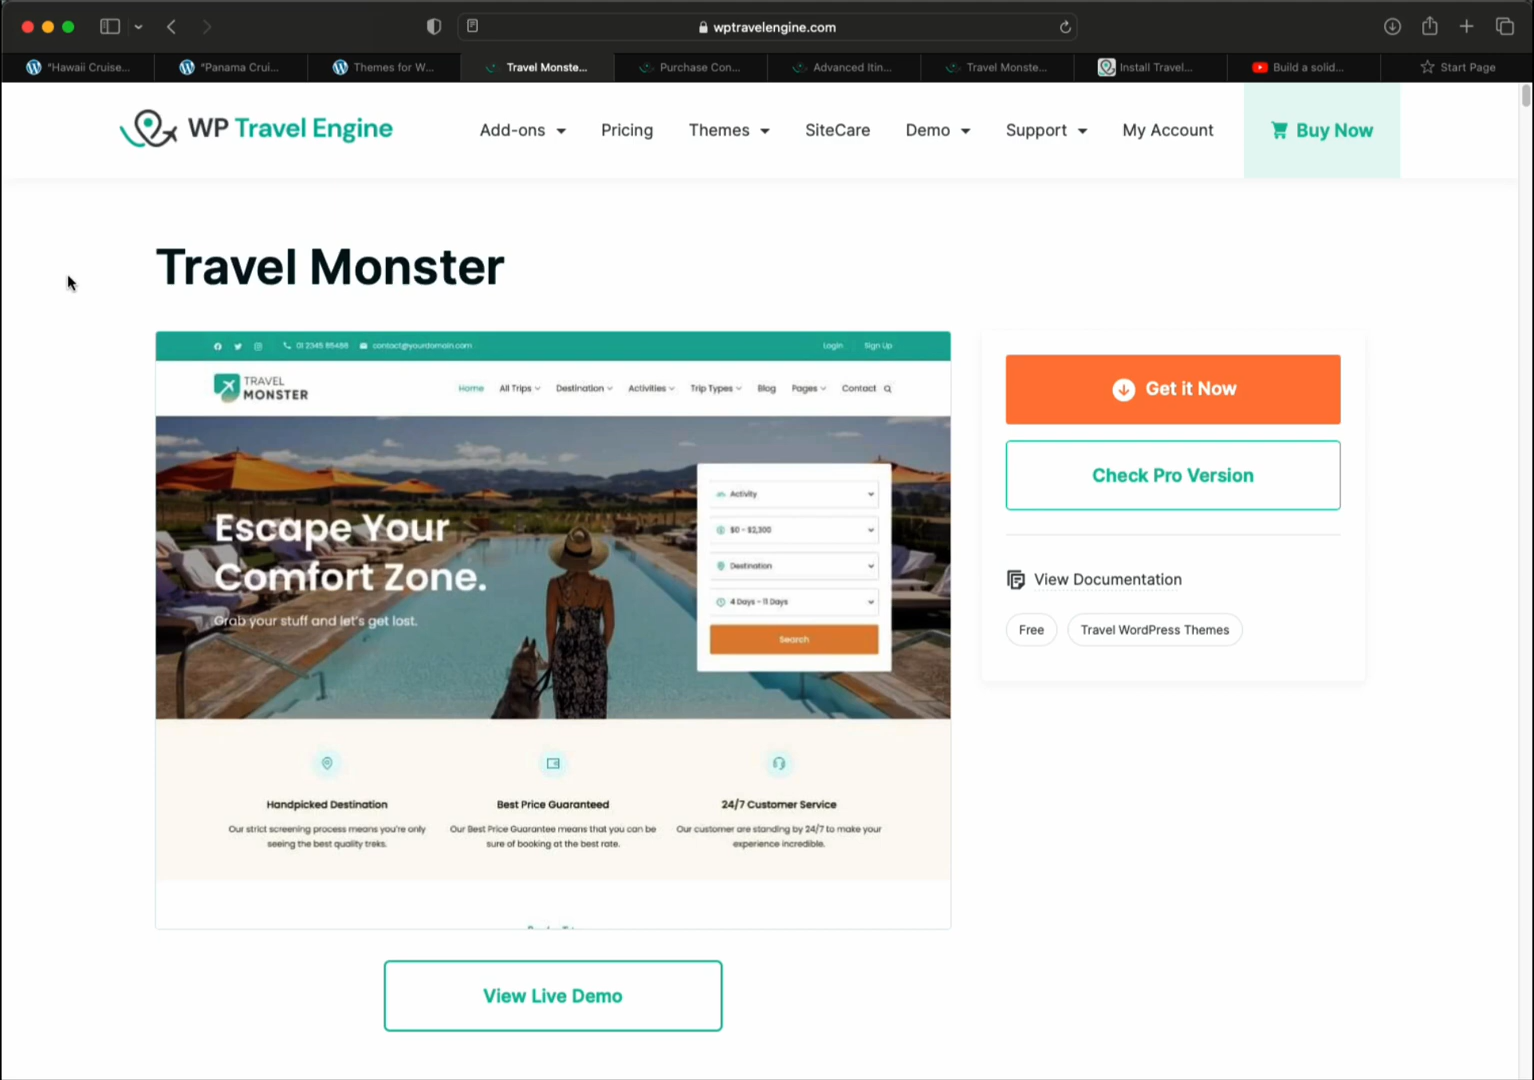 wptravelengine.com
"Hawaii Cruise...
"Panama Crui...
Themes for W...
Travel Monste...
Purchase Con...
Advanced Itin...
Travel Monste...
Install Travel...
Build a solid...
Start Page
WP Travel Engine
Add-ons
Pricing
Themes
SiteCare
Demo
Support
My Account
Buy Now
Travel Monster
01 2345 85488
contact@yourdomain.com
Login
Sign Up
TRAVEL
MONSTER
Home
All Trips
Destination
Activities
Trip Types
Blog
Pages
Contact
Escape Your
Comfort Zone.
Grab your stuff and let's get lost.
Activity
$0 - $2,300
Destination
4 Days - 11 Days
Search
Handpicked Destination
Our strict screening process means you're only
seeing the best quality treks.
Best Price Guaranteed
Our Best Price Guarantee means that you can be
sure of booking at the best rate.
24/7 Customer Service
Our customer are standing by 24/7 to make your
experience incredible.
View Live Demo
Get it Now
Check Pro Version
View Documentation
Free
Travel WordPress Themes